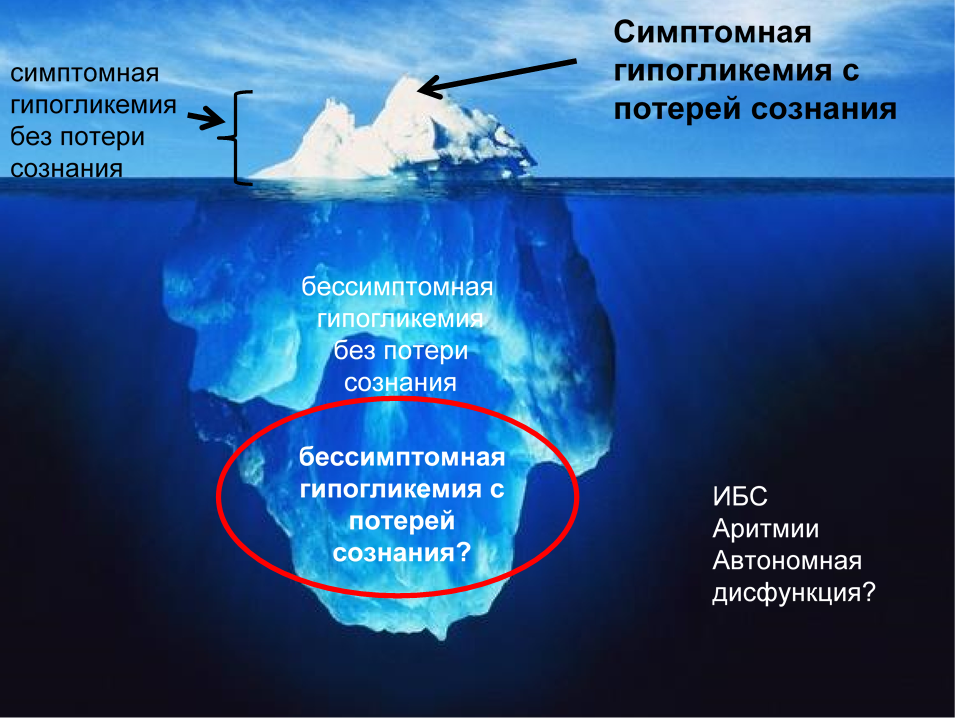 симптомная
гипогликемия
без потери
сознания
Симптомная
гипогликемия с
потерей сознания
бессимптомная
гипогликемия
без потери
сознания
бессимптомная
гипогликемия с
потерей
сознания?
ИБС
Аритмии
Автономная
дисфункция?